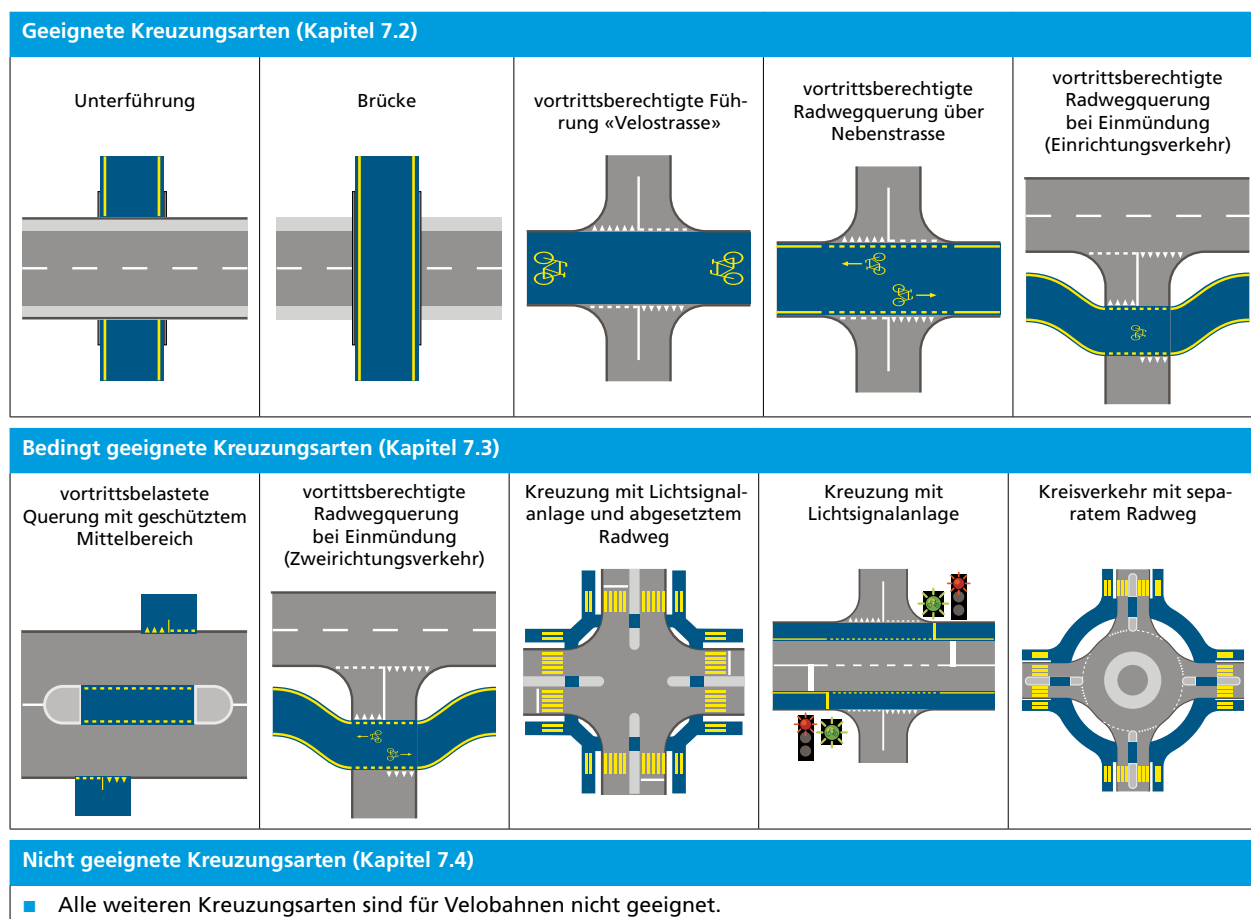 Geeignete Kreuzungsarten (Kapitel 7.2)
Unterführung
Brücke
vortrittsberechtigte Füh-
rung «Velostrasse»
vortrittsberechtigte
Radwegquerung über
Nebenstrasse
vortrittsberechtigte
Radwegquerung
bei Einmündung
(Einrichtungsverkehr)
Bedingt geeignete Kreuzungsarten (Kapitel 7.3)
vortrittsbelastete
Querung mit geschütztem
Mittelbereich
vortittsberechtigte
Radwegquerung
bei Einmündung
(Zweirichtungsverkehr)
Kreuzung mit Lichtsignal-
anlage und abgesetztem
Radweg
Kreuzung mit
Lichtsignalanlage
Kreisverkehr mit sepa-
ratem Radweg
Nicht geeignete Kreuzungsarten (Kapitel 7.4)
■ Alle weiteren Kreuzungsarten sind für Velobahnen nicht geeignet.